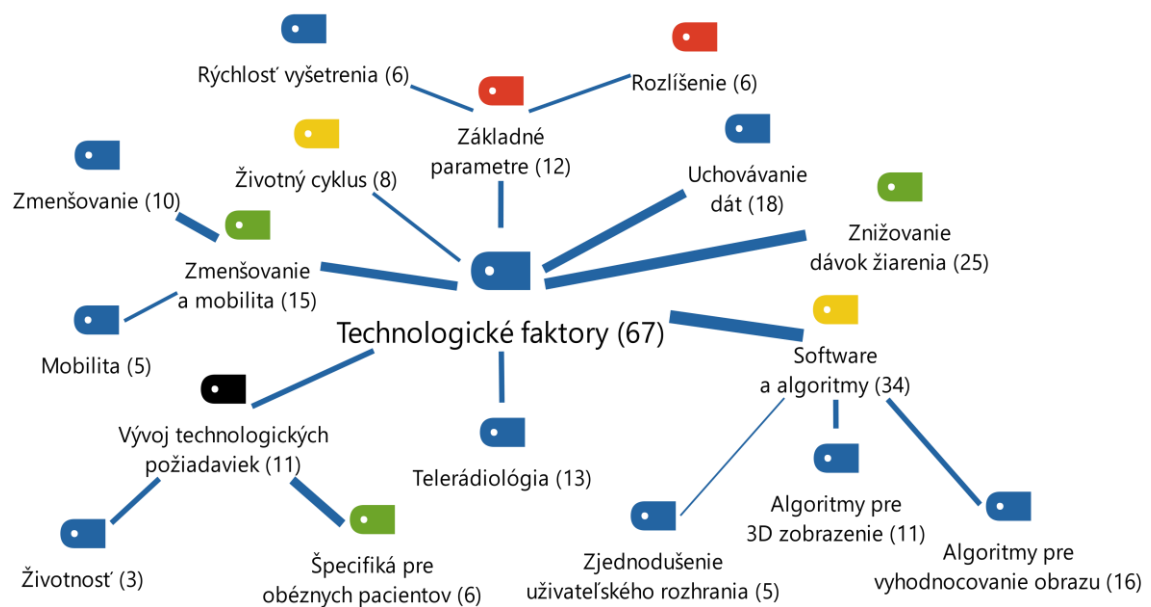 Rýchlosť vyšetrenia (6)
Rozlíšenie (6)
Základné
parametre (12)
Životný cyklus (8)
Uchovávanie
dát (18)
Zmenšovanie (10)
Znižovanie
dávok žiarenia (25)
Zmenšovanie
a mobilita (15)
Technologické faktory (67)
Mobilita (5)
Software
a algoritmy (34)
Vývoj technologických
požiadaviek (11)
Telerádiológia (13)
Algoritmy pre
3D zobrazenie (11)
Životnosť (3)
Špecifiká pre
obéznych pacientov (6)
Zjednodušenie
uživateľského rozhrania (5)
Algoritmy pre
vyhodnocovanie obrazu (16)